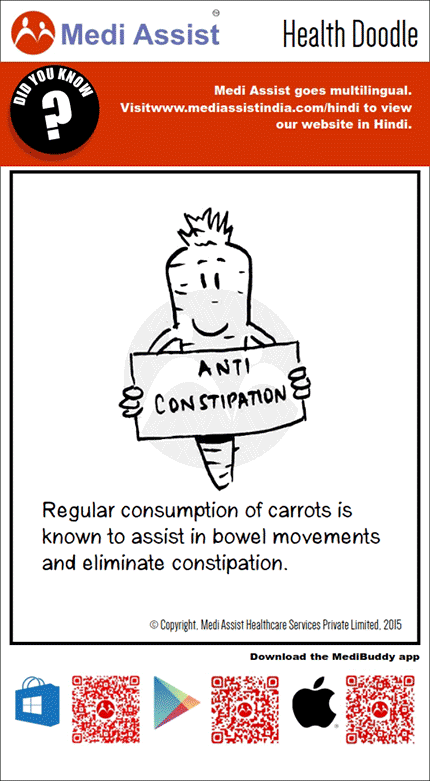 Medi Assist
Health Doodle
DID YOU KNOW
?
Medi Assist goes multilingual.
Visitwww.mediassistindia.com/hindi to view
our website in Hindi.
ANTI
CONSTIPATION
Regular consumption of carrots is
known to assist in bowel movements
and eliminate constipation.
© Copyright, Medi Assist Healthcare Services Private Limited, 2015
Download the MediBuddy app